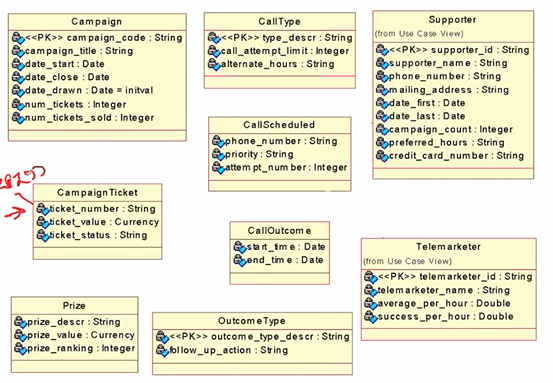 Campaign
<<PK>> campaign_code : String
campaign_title : String
date_start : Date
date_close : Date
date_drawn : Date = initval
num_tickets : Integer
num_tickets_sold : Integer
CallType
<<PK>> type_descr : String
call_attempt_limit : Integer
alternate_hours : String
Supporter
(from Use Case View)
<<PK>> supporter_id : String
supporter_name : String
phone_number : String
mailing_address : String
date_first : Date
date_last : Date
campaign_count : Integer
preferred_hours : String
credit_card_number : String
CallScheduled
phone_number : String
priority : String
attempt_number : Integer
CampaignTicket
ticket_number : String
ticket_value : Currency
ticket_status : String
CallOutcome
start_time : Date
end_time : Date
Telemarketer
(from Use Case View)
<<PK>> telemarketer_id : String
telemarketer_name : String
average_per_hour : Double
success_per_hour : Double
Prize
prize_descr : String
prize_value : Currency
prize_ranking : Integer
OutcomeType
<<PK>> outcome_type_descr : String
follow_up_action : String